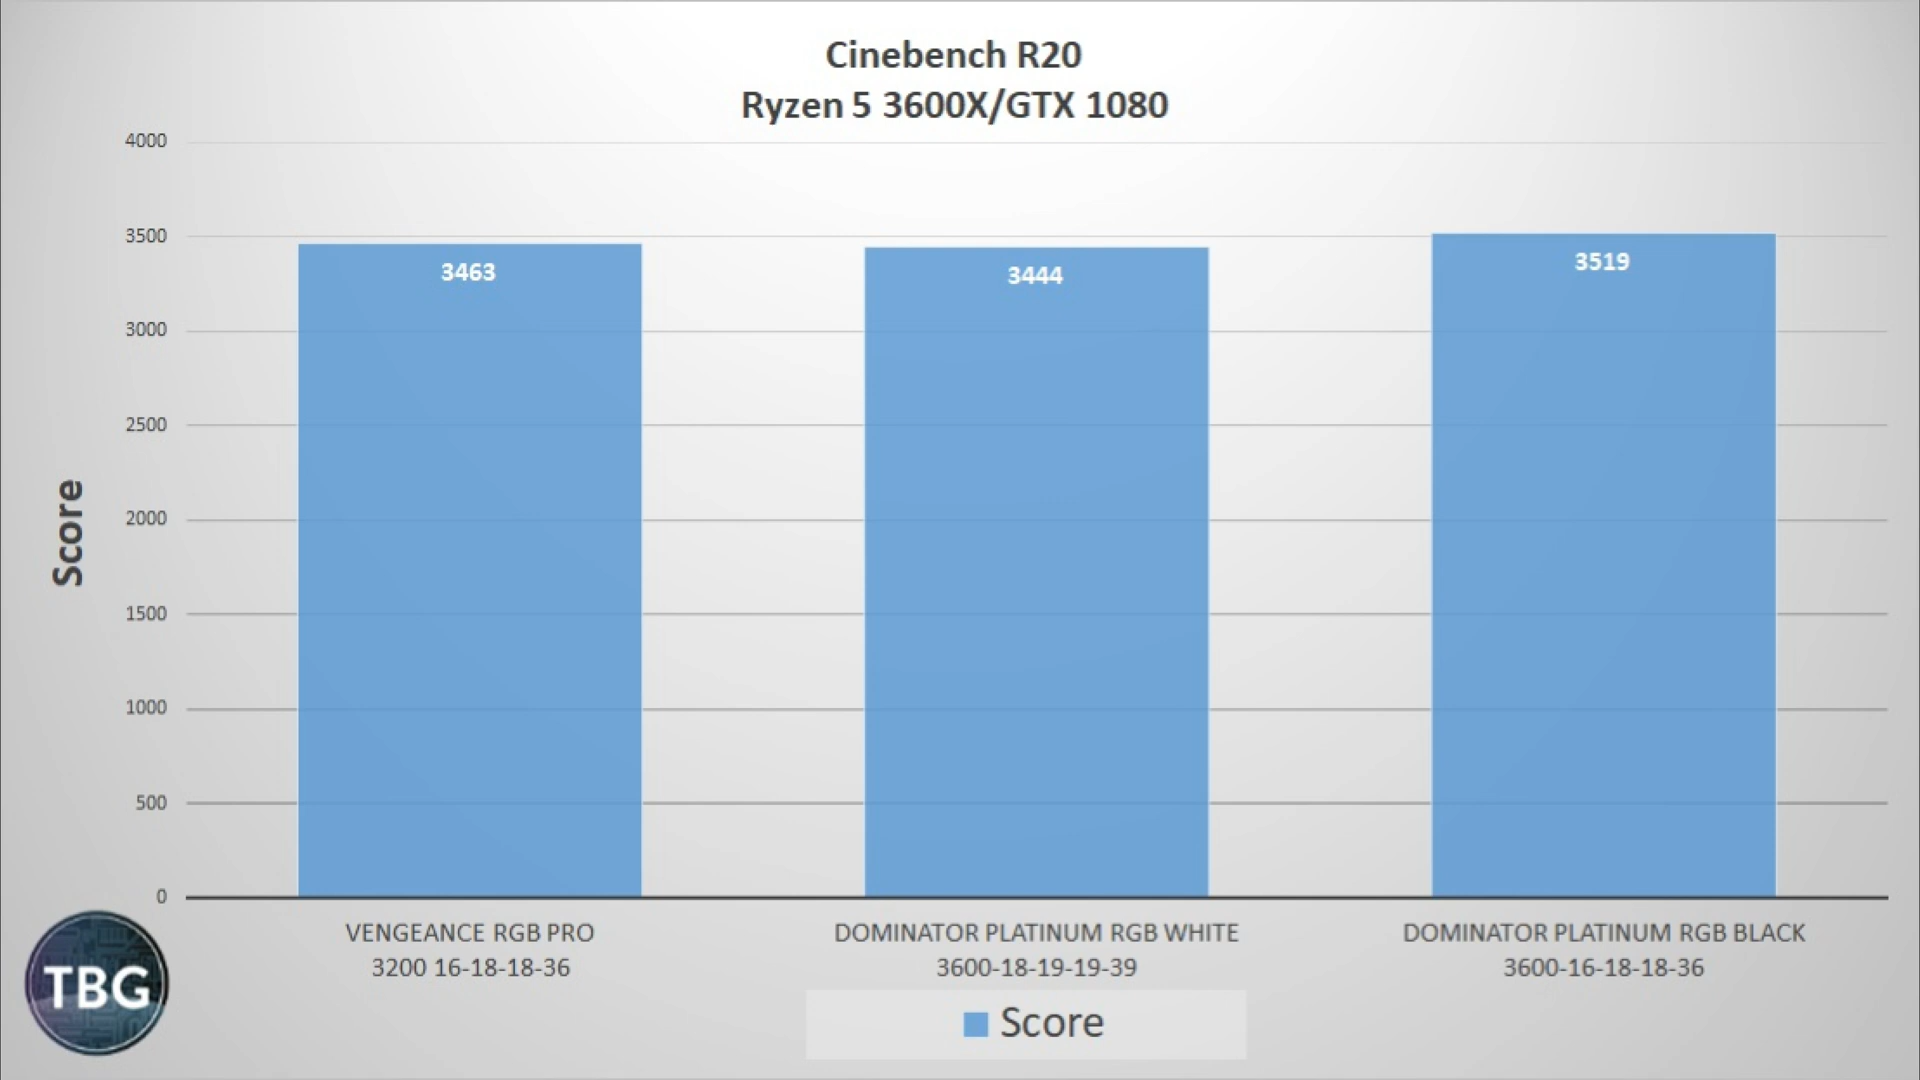 Cinebench R20
Ryzen 5 3600X/GTX 1080
4000
3500
3000
2500
2000
1500
1000
500
0
Score
3463
3444
3519
VENGEANCE RGB PRO
3200 16-18-18-36
DOMINATOR PLATINUM RGB WHITE
3600-18-19-19-39
DOMINATOR PLATINUM RGB BLACK
3600-16-18-18-36
Score
TBG